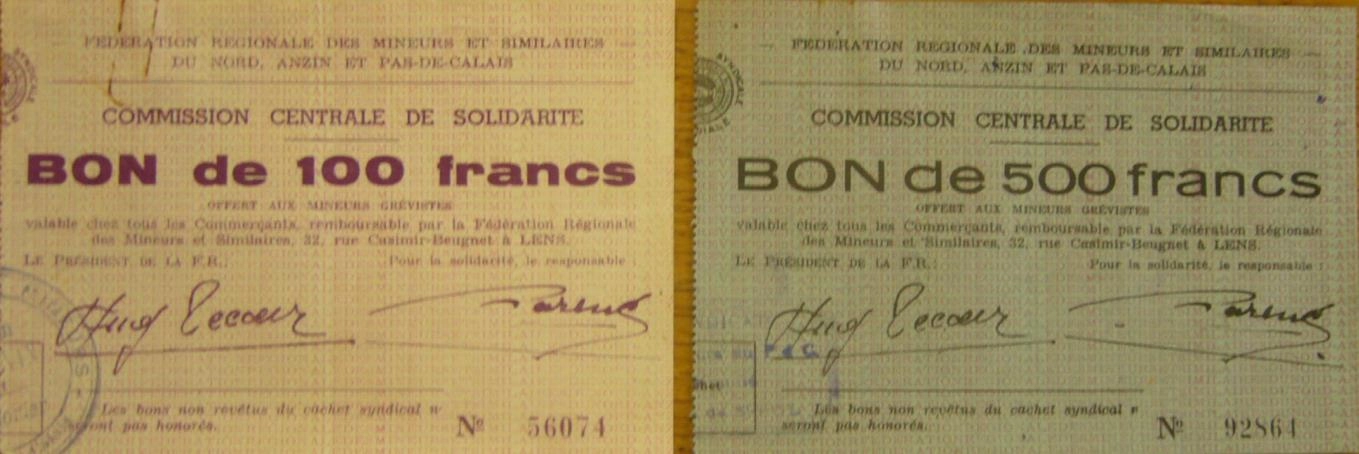 FEDERATION REGIONALE DES MINEURS ET SIMILAIRES
DU NORD, ANZIN ET PAS-DE-CALAIS
COMMISSION CENTRALE DE SOLIDARITE
BON de 100 francs
OFFERT AUX MINEURS GRÉVISTES
valable chez tous les Commerçants, remboursable par la Fédération Régionale
des Mineurs et Similaires, 32, rue Casimir-Beugnet à LENS.
LE PRÉSIDENT DE LA F.R.: Pour la solidarité, le responsable :
Les bons non revêtus du cachet syndical n
seront pas honorés.
Nº 56074
FEDERATION REGIONALE DES MINEURS ET SIMILAIRES
DU NORD, ANZIN ET PAS-DE-CALAIS
COMMISSION CENTRALE DE SOLIDARITE
BON de 500 francs
OFFERT AUX MINEURS GRÉVISTES
valable chez tous les Commerçants, remboursable par la Fédération Régionale
des Mineurs et Similaires, 32, rue Casimir-Beugnet à LENS.
LE PRÉSIDENT DE LA F.R.: Pour la solidarité, le responsable :
Les bons non revêtus du cachet syndical n
seront pas honorés.
Nº 92864